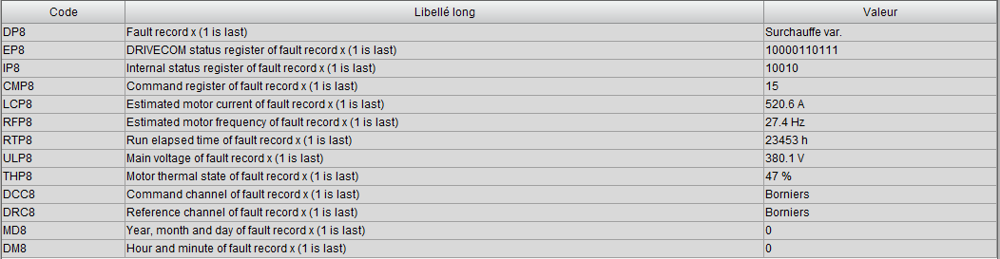 Code Libellé long Valeur
DP8 Fault record x (1 is last) Surchauffe var.
EP8 DRIVECOM status register of fault record x (1 is last) 10000110111
IP8 Internal status register of fault record x (1 is last) 10010
CMP8 Command register of fault record x (1 is last) 15
LCP8 Estimated motor current of fault record x (1 is last) 520.6 A
RFP8 Estimated motor frequency of fault record x (1 is last) 27.4 Hz
RTP8 Run elapsed time of fault record x (1 is last) 23453 h
ULP8 Main voltage of fault record x (1 is last) 380.1 V
THP8 Motor thermal state of fault record x (1 is last) 47 %
DCC8 Command channel of fault record x (1 is last) Borniers
DRC8 Reference channel of fault record x (1 is last) Borniers
MD8 Year, month and day of fault record x (1 is last) 0
DM8 Hour and minute of fault record x (1 is last) 0